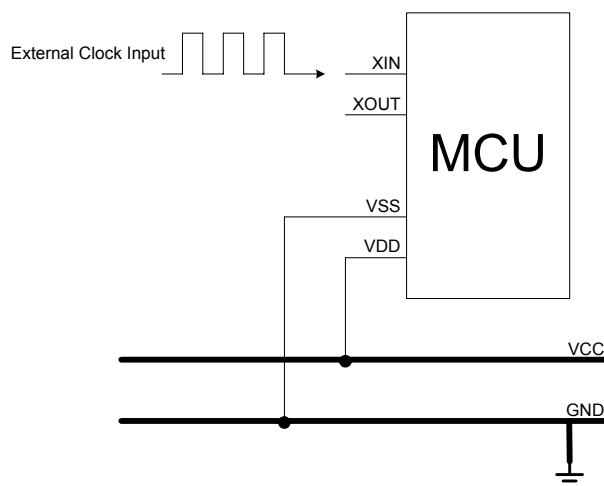 External Clock Input
XIN
XOUT
MCU
VSS
VDD
VCC
GND